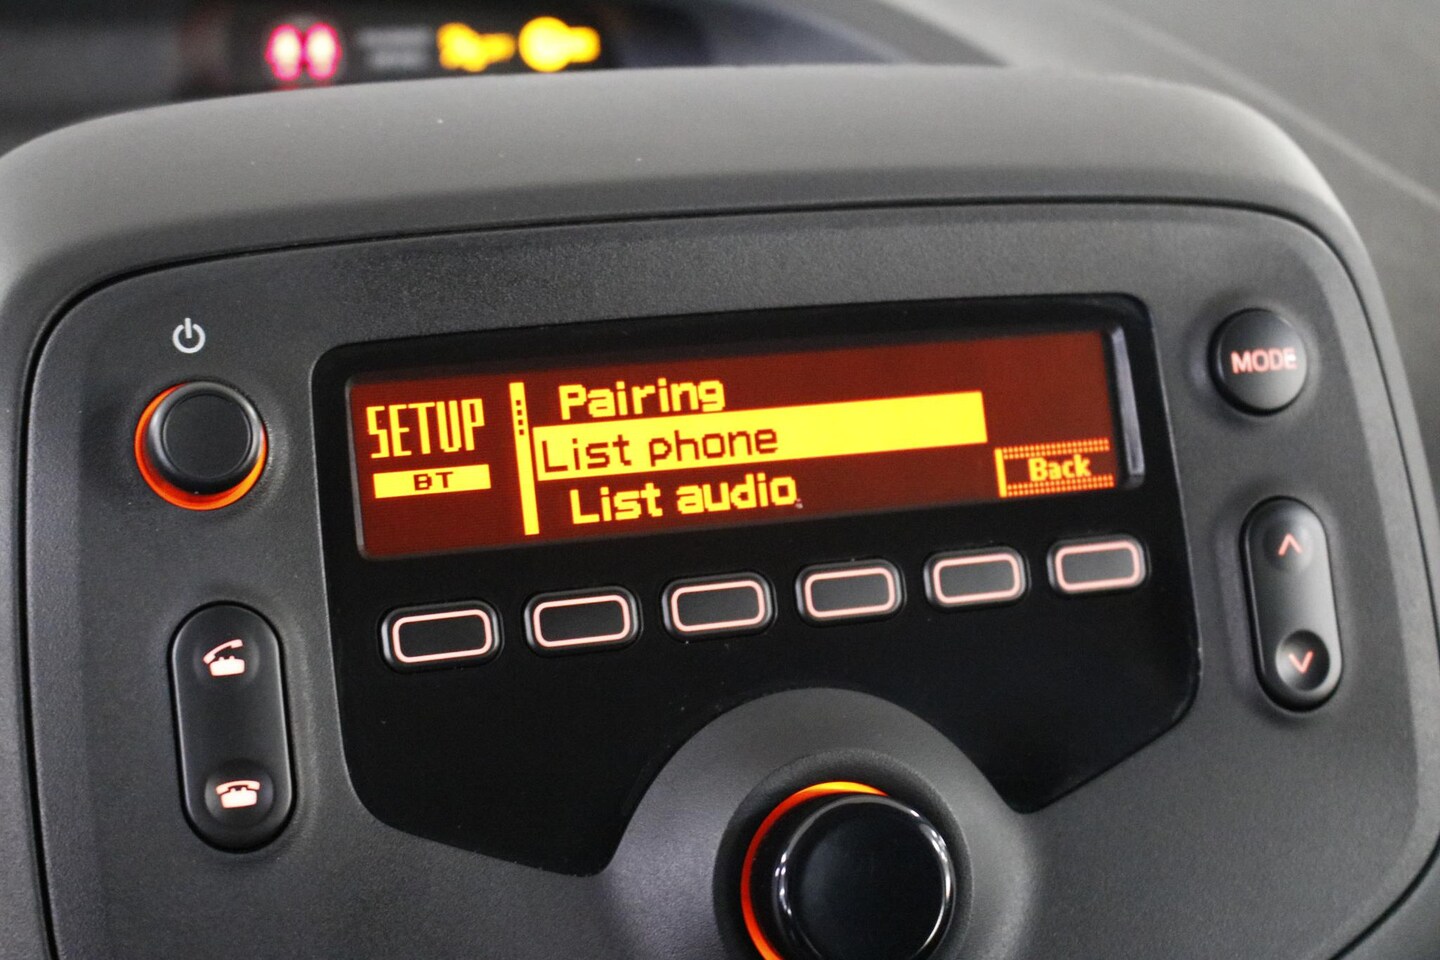 SETUP
BT
Pairing
List phone
List audio
Back
MODE